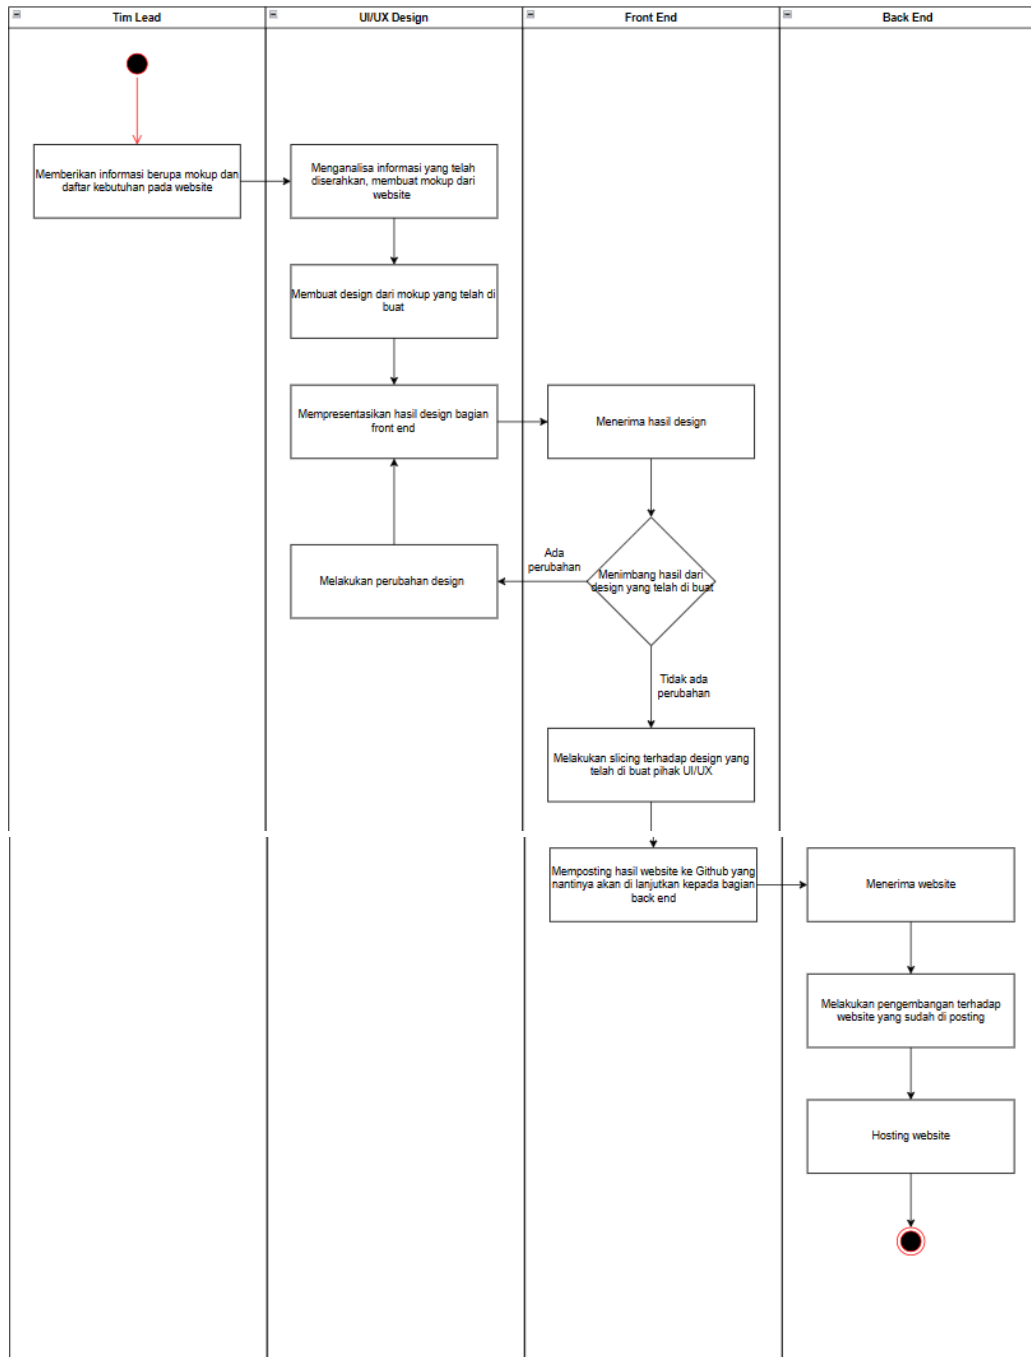 Tim Lead
UI/UX Design
Front End
Back End
Memberikan informasi berupa mokup dan
daftar kebutuhan pada website
Menganalisa informasi yang telah
diserahkan, membuat mokup dari
website
Membuat design dari mokup yang telah di
buat
Mempresentasikan hasil design bagian
front end
Menerima hasil design
Melakukan perubahan design
Ada
perubahan
Menimbang hasil dari
design yang telah di buat
Tidak ada
perubahan
Melakukan slicing terhadap design yang
telah di buat pihak UI/UX
Memposting hasil website ke Github yang
nantinya akan di lanjutkan kepada bagian
back end
Menerima website
Melakukan pengembangan terhadap
website yang sudah di posting
Hosting website